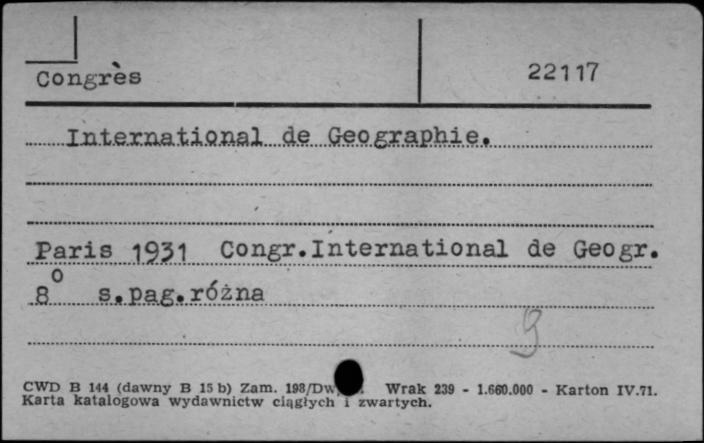 Congrès 22117
International de Geographie.
Paris 1931 Congr.International de Geogr.
8° s.pag.różna
9
CWD B 144 (dawny B 15 b) Zam. 198/Dw Wrak 239 - 1.660.000 - Karton IV.71.
Karta katalogowa wydawnictw ciągłych i zwartych.